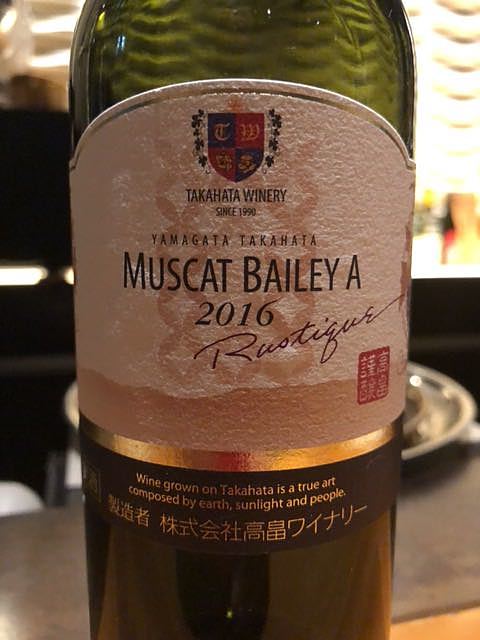 T W
TAKAHATA WINERY
SINCE 1990
YAMAGATA TAKAHATA
MUSCAT BAILEY A
2016
Rustique
Wine grown on Takahata is a true art
composed by earth, sunlight and people.
製造者 株式会社高畠ワイナリー